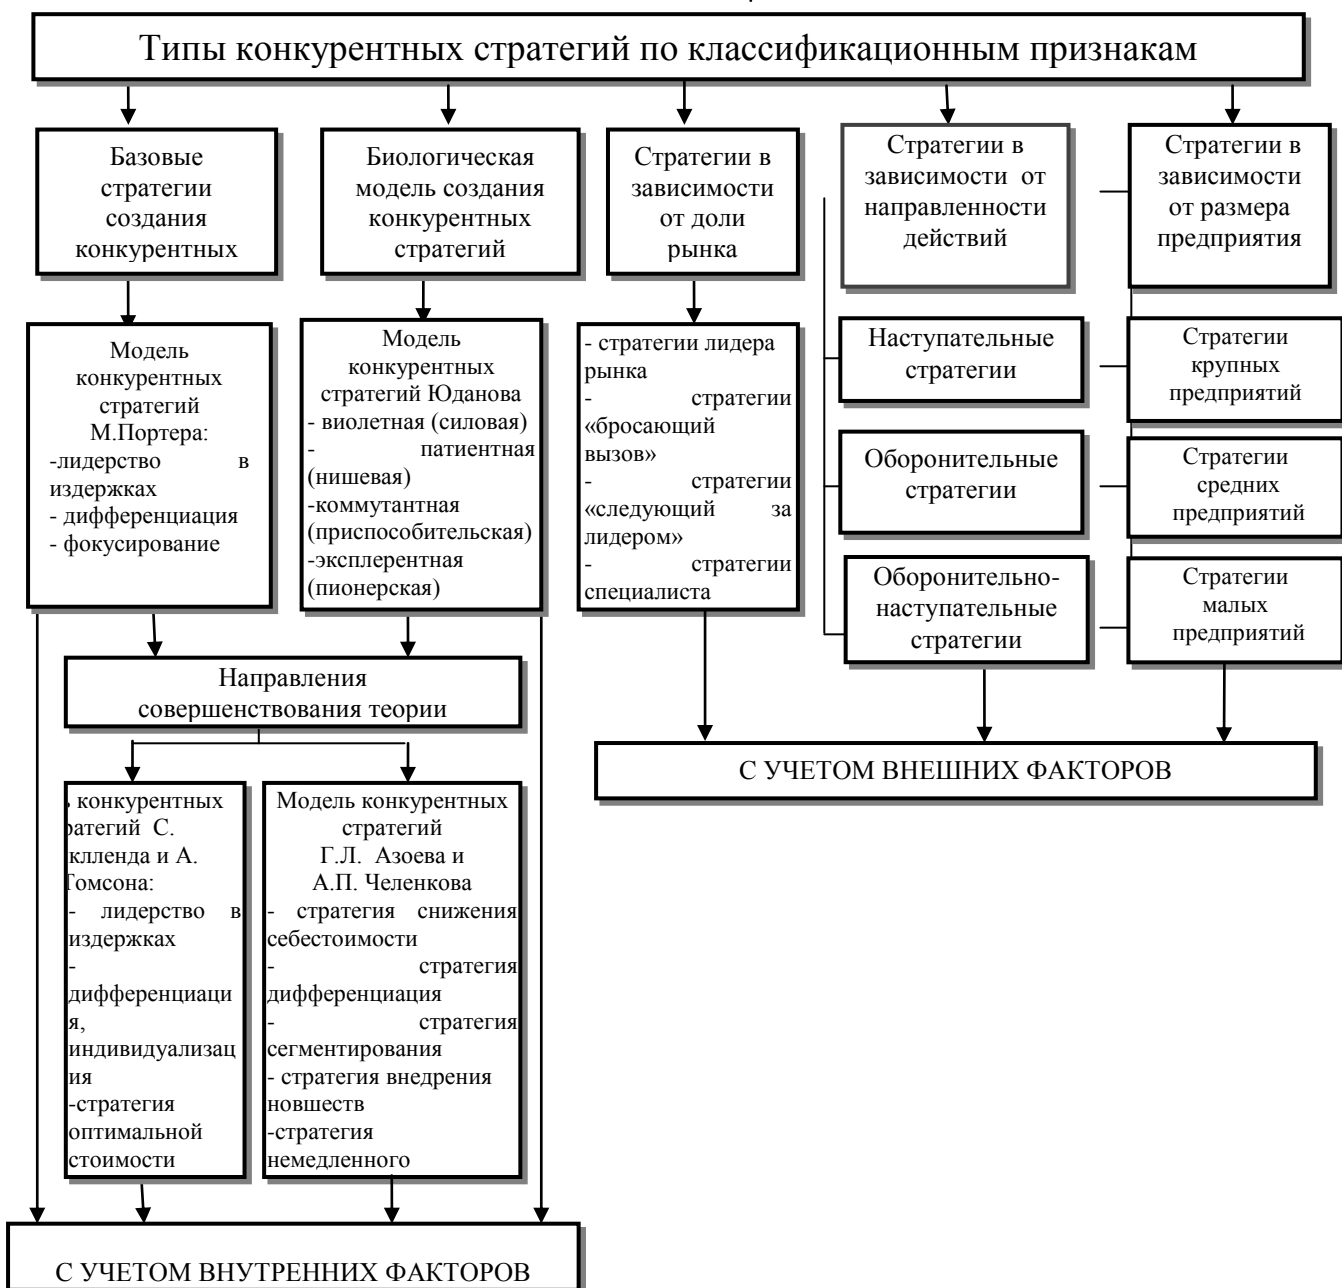 Типы конкурентных стратегий по классификационным признакам
Базовые
стратегии
создания
конкурентных
Биологическая
модель создания
конкурентных
стратегий
Стратегии в
зависимости
от доли
рынка
Стратегии в
зависимости от
направленности
действий
Стратегии в
зависимости
от размера
предприятия
Модель
конкурентных
стратегий
М.Портера:
-лидерство в
издержках
- дифференциация
- фокусирование
Модель
конкурентных
стратегий Юданова
- виолетная (силовая)
- патиентная
(нишевая)
-коммутантная
(приспособительская)
-эксплерентная
(пионерская)
- стратегии лидера
рынка
- стратегии
«бросающий
вызов»
- стратегии
«следующий за
лидером»
- стратегии
специалиста
Наступательные
стратегии
Оборонительные
стратегии
Оборонительно-
наступательные
стратегии
Стратегии
крупных
предприятий
Стратегии
средних
предприятий
Стратегии
малых
предприятий
Направления
совершенствования теории
С УЧЕТОМ ВНЕШНИХ ФАКТОРОВ
конкурентных
ратегий С.
клленда и А.
Томсона:
- лидерство в
издержках
-
дифференциаци
я,
индивидуализац
ия
-стратегия
оптимальной
стоимости
Модель конкурентных
стратегий
Г.Л. Азоева и
А.П. Челенкова
- стратегия снижения
себестоимости
- стратегия
дифференциация
- стратегия
сегментирования
- стратегия внедрения
новшеств
-стратегия
немедленного
С УЧЕТОМ ВНУТРЕННИХ ФАКТОРОВ